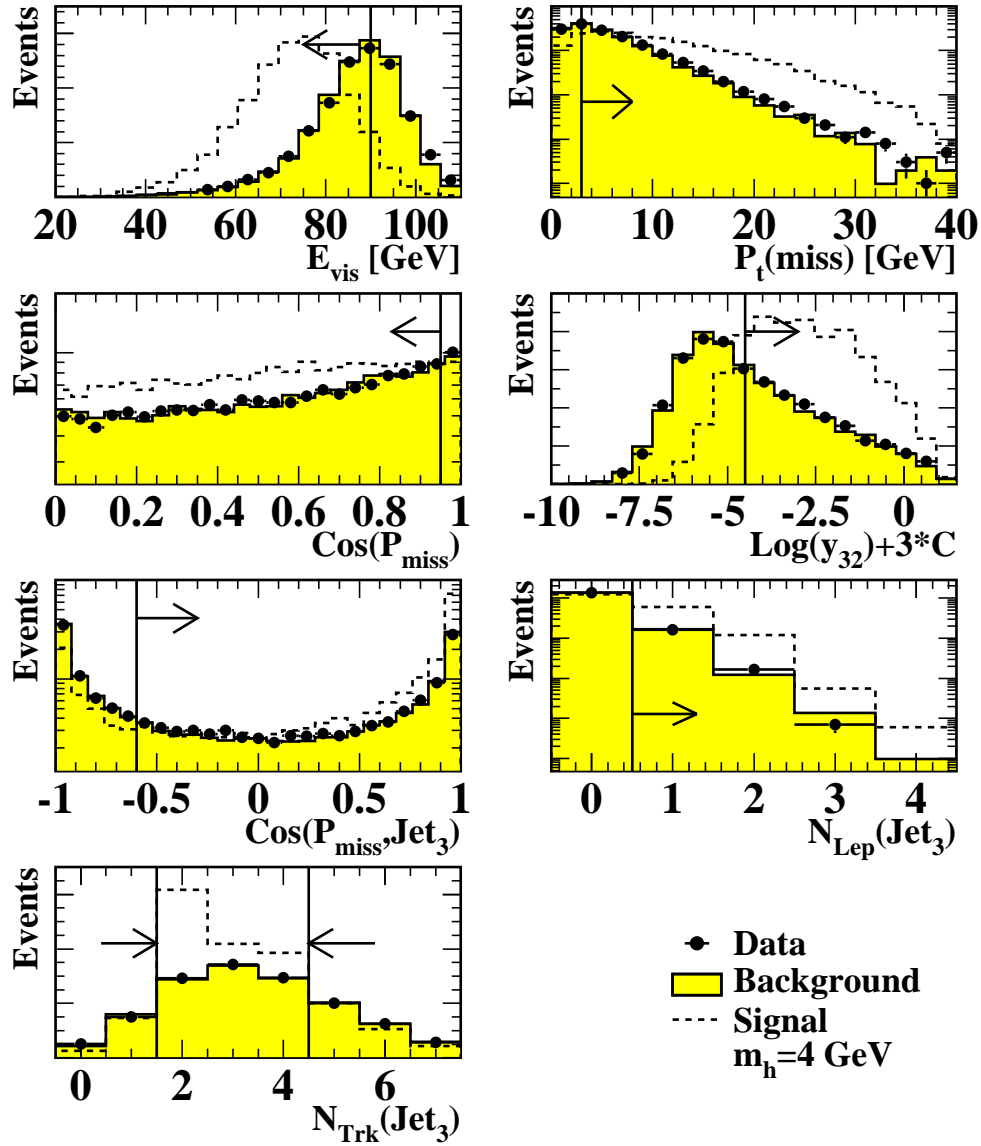 Events
20 40 60 80 100
E_vis [GeV]
Events
0 10 20 30 40
P_t(miss) [GeV]
Events
0 0.2 0.4 0.6 0.8 1
Cos(P_miss)
Events
-10 -7.5 -5 -2.5 0
Log(y_32)+3*C
Events
-1 -0.5 0 0.5 1
Cos(P_miss,Jet_3)
Events
0 1 2 3 4
N_Lep(Jet_3)
Events
0 2 4 6
N_Trk(Jet_3)
Data
Background
Signal
m_h=4 GeV